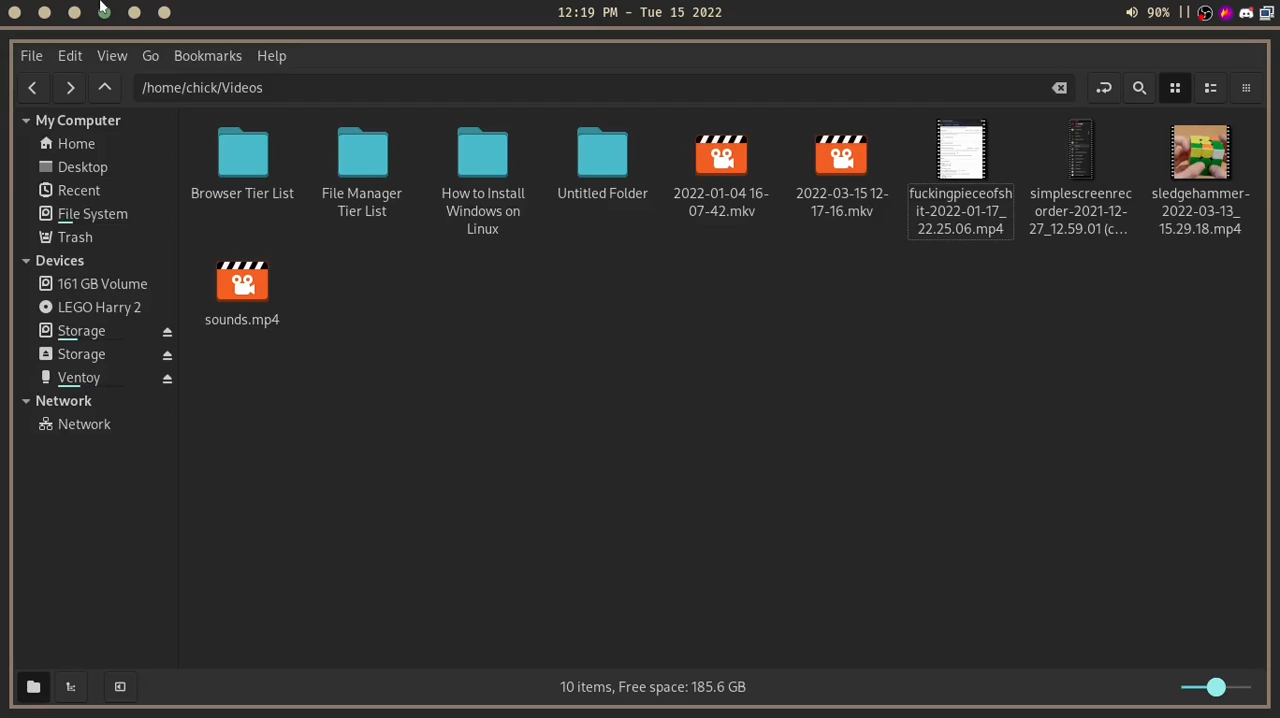 12:19 PM - Tue 15 2022
90%
||
File Edit View Go Bookmarks Help
/home/chick/Videos
My Computer
Home
Desktop
Recent
File System
Trash
Devices
161 GB Volume
LEGO Harry 2
Storage
Storage
Ventoy
Network
Network
Browser Tier List
File Manager
Tier List
How to Install
Windows on
Linux
Untitled Folder
2022-01-04 16-
07-42.mkv
2022-03-15 12-
17-16.mkv
fuckingpieceofsh
it-2022-01-17_
22.25.06.mp4
simplescreenrec
order-2021-12-
27_12.59.01 (c...
sledgehammer-
2022-03-13_
15.29.18.mp4
sounds.mp4
10 items, Free space: 185.6 GB